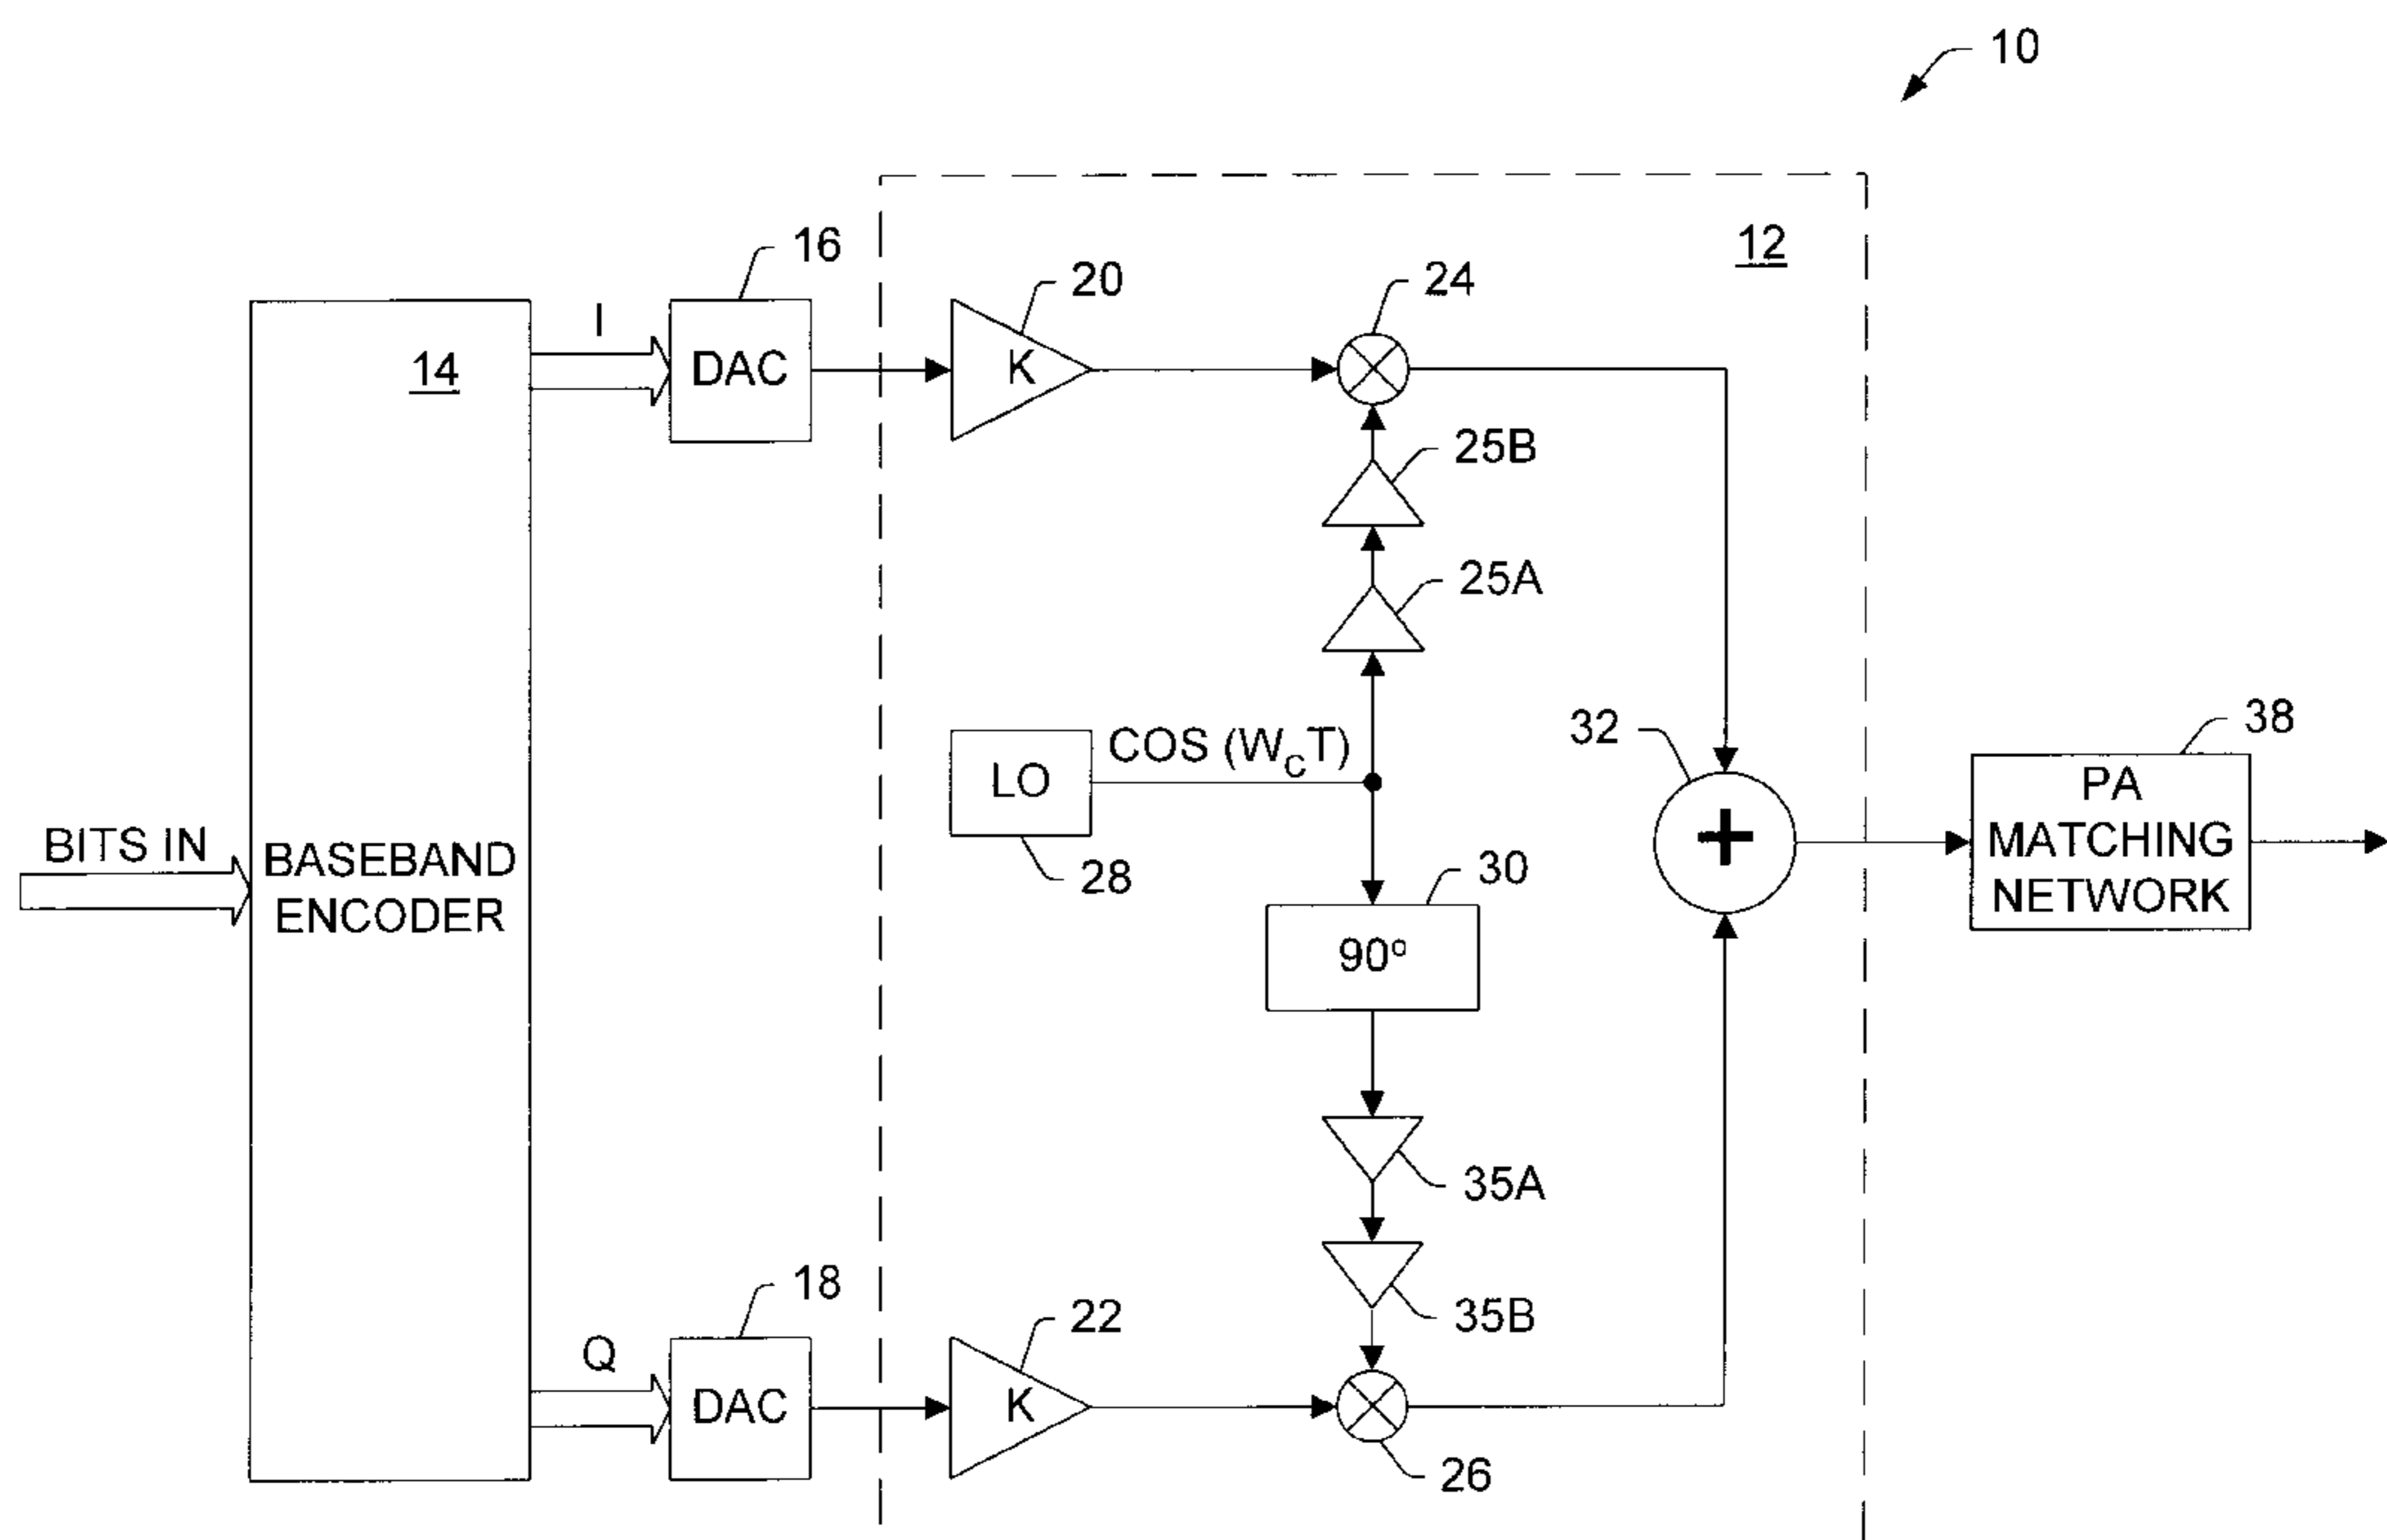 10
12
16
20
24
I
14
DAC
K
25B
25A
COS (W_CT)
32
38
LO
PA
MATCHING
NETWORK
+
BITS IN
BASEBAND
ENCODER
28
30
90°
35A
18
22
35B
Q
DAC
K
26